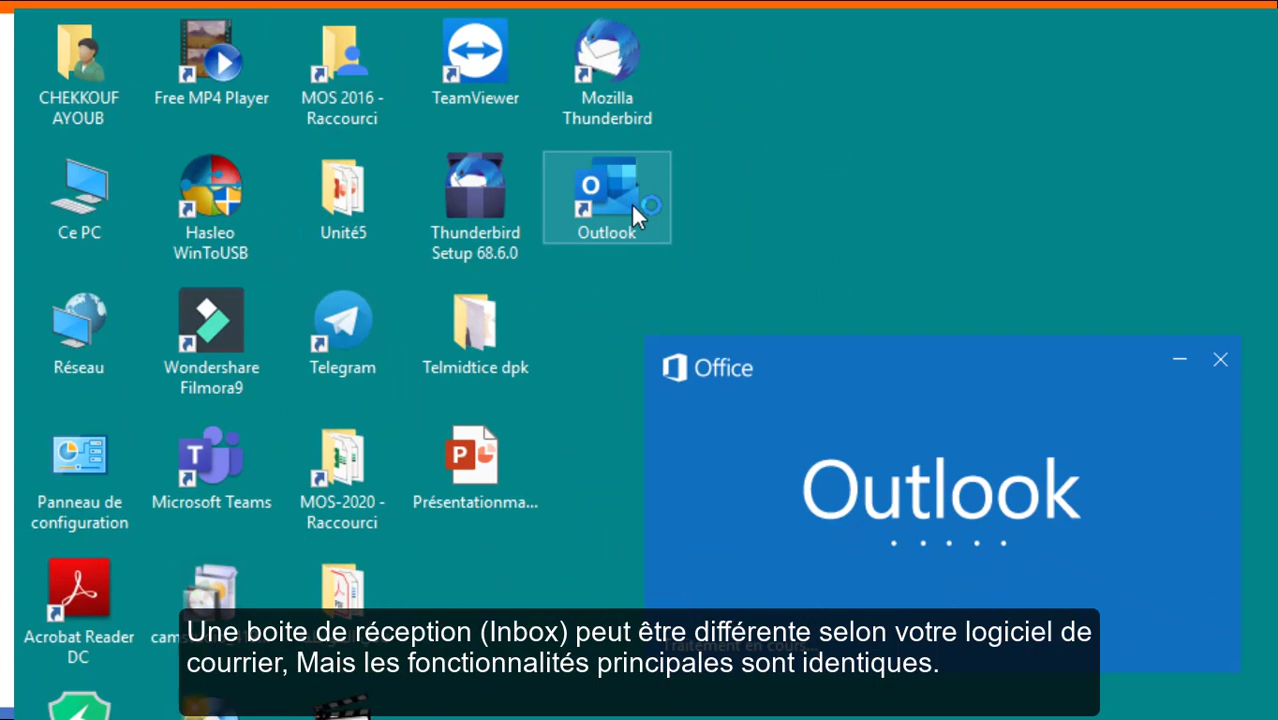 CHEKKOUF
AYOUB
Free MP4 Player
MOS 2016 -
Raccourci
TeamViewer
Mozilla
Thunderbird
Ce PC
Hasleo
WinToUSB
Unité5
Thunderbird
Setup 68.6.0
Outlook
Réseau
Wondershare
Filmora9
Telegram
Telmidtice dpk
Office
Outlook
Panneau de
configuration
Microsoft Teams
MOS-2020 -
Raccourci
Présentationma...
Acrobat Reader
DC
Traitement en cours...
Une boite de réception (Inbox) peut être différente selon votre logiciel de
courrier, Mais les fonctionnalités principales sont identiques.